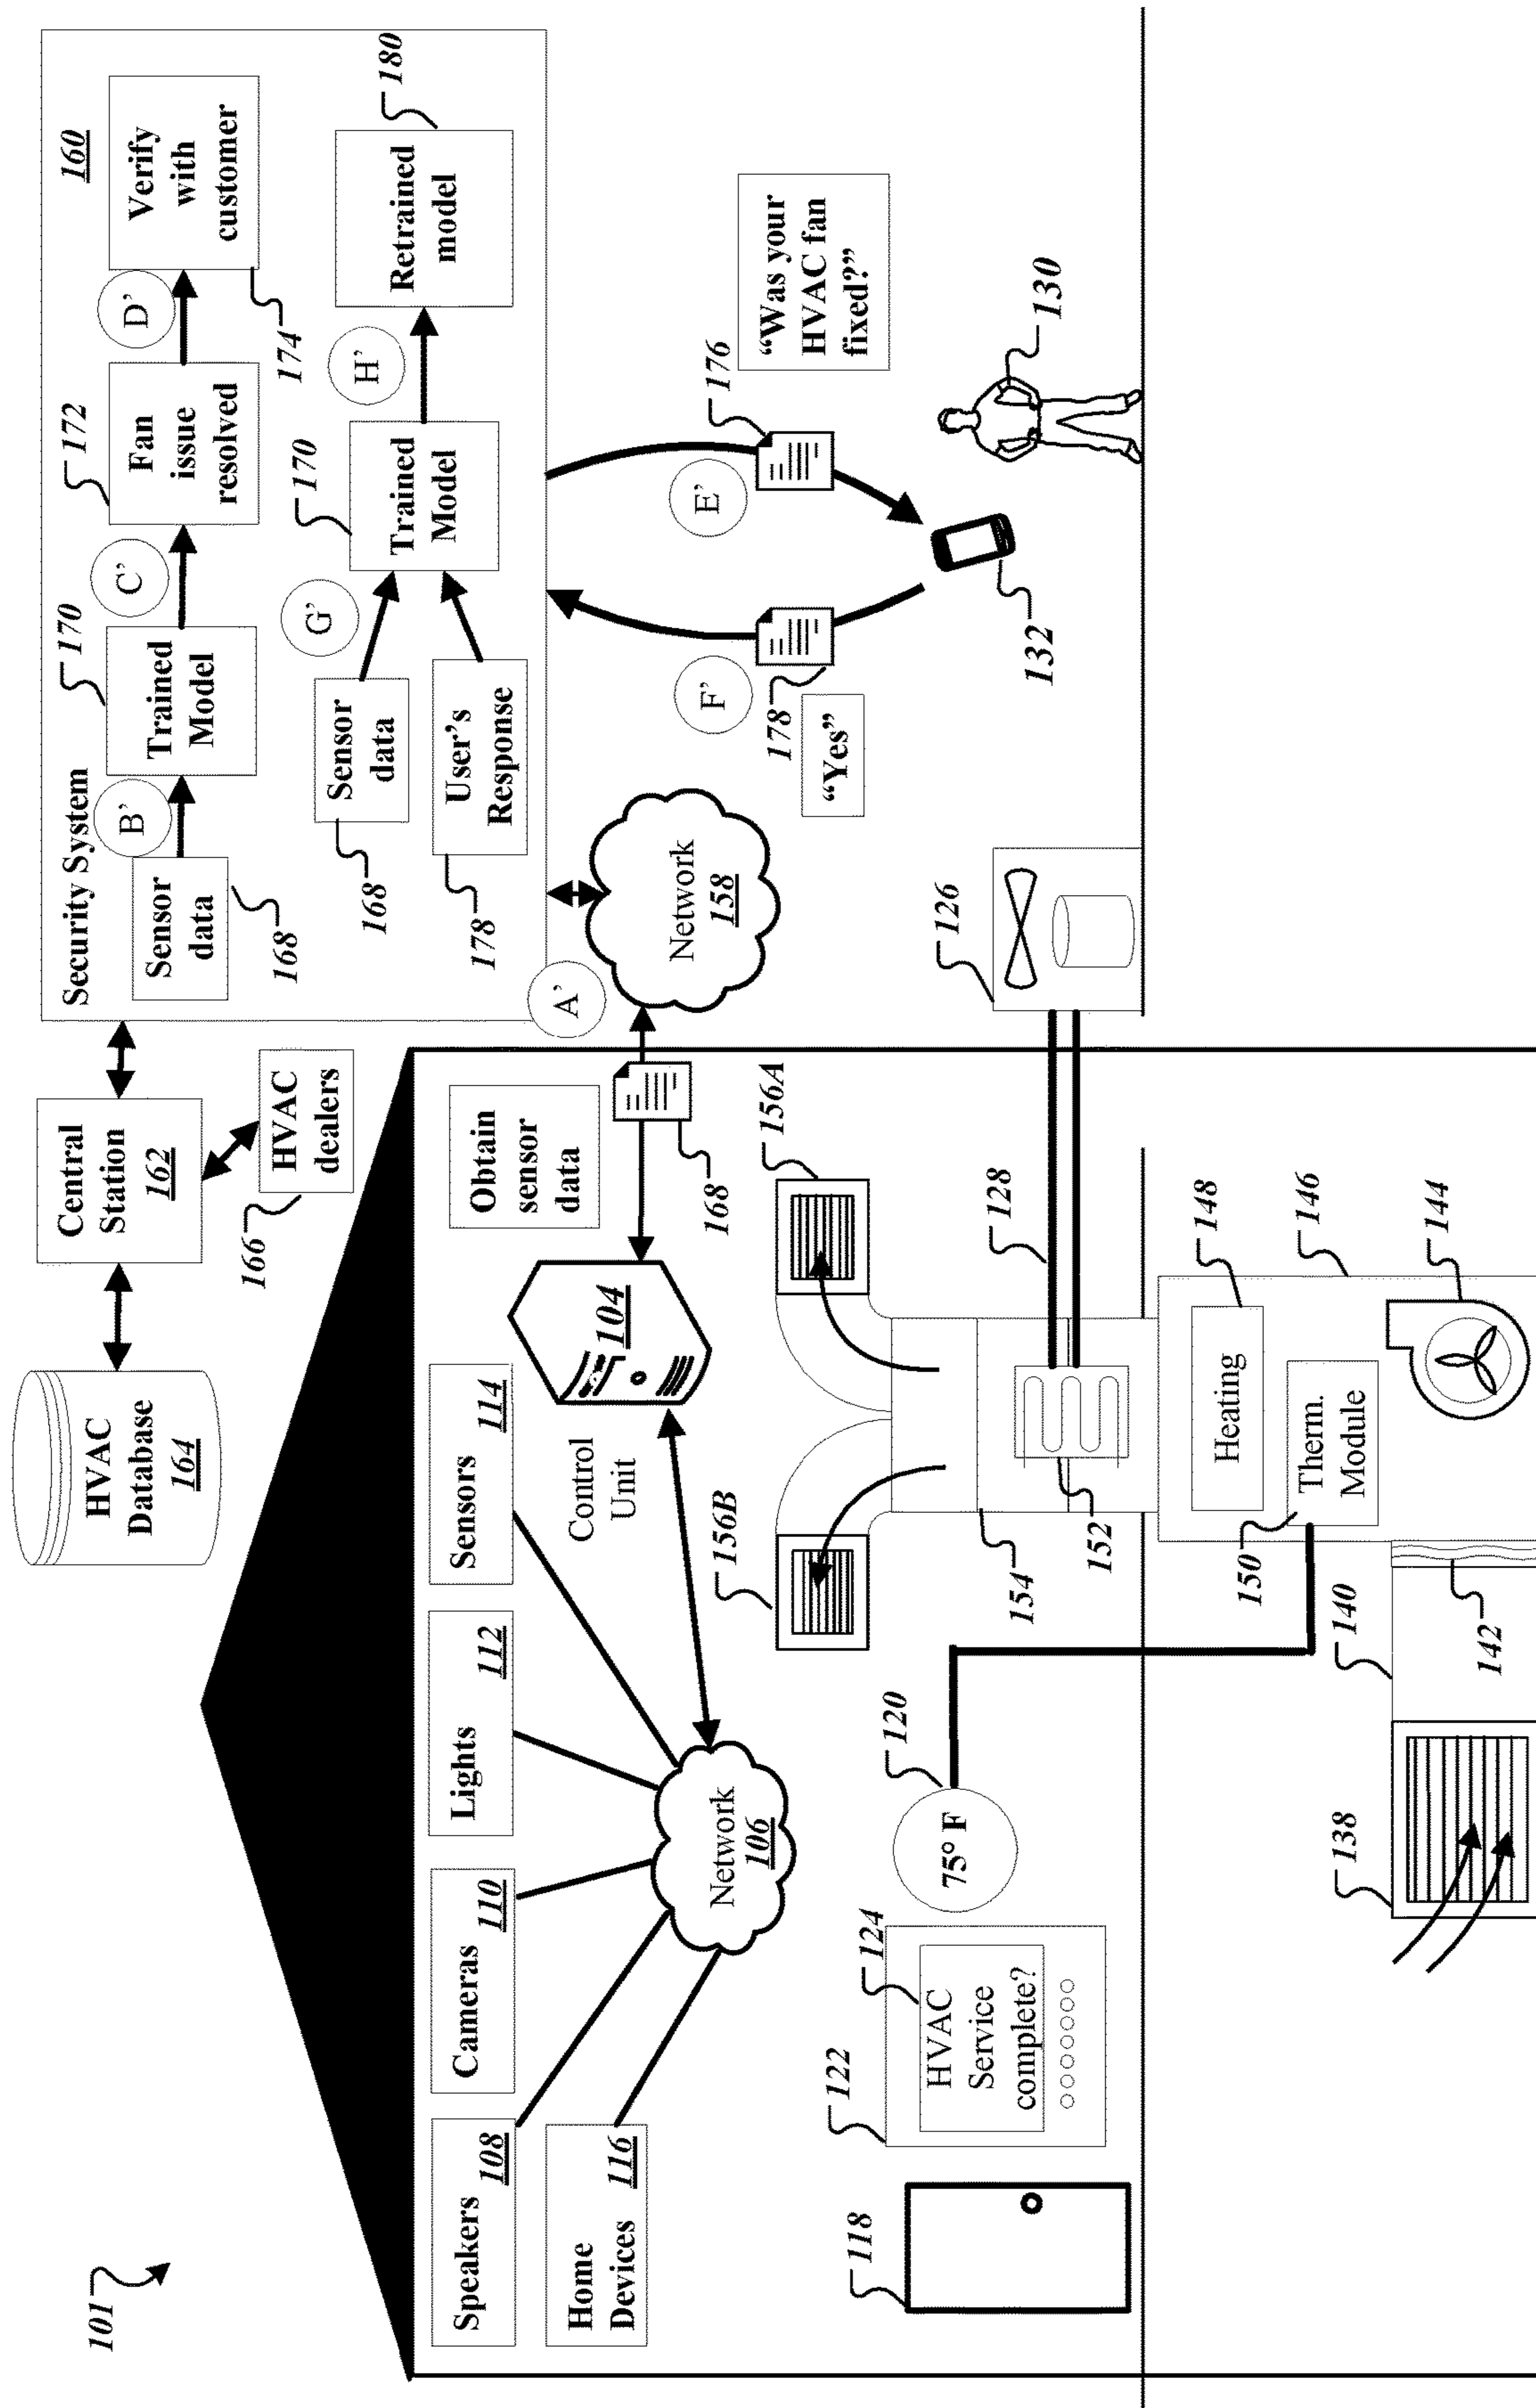 101
HVAC
Database
164
Central
Station
162
HVAC
dealers
166
Security System
160
Sensor
data
168
B'
Trained
Model
170
C'
Fan
issue
resolved
172
D'
Verify
with
customer
174
Sensor
data
168
User's
Response
178
G'
Trained
Model
170
H'
Retrained
model
180
Speakers
108
Cameras
110
Lights
112
Sensors
114
Home
Devices
116
Network
106
Control
Unit
104
Obtain
sensor
data
168
A'
Network
158
F'
178
“Yes”
E'
176
“Was your
HVAC fan
fixed?”
132
130
118
122
124
HVAC
Service
complete?
120
75° F
156B
156A
154
152
128
126
138
140
142
150
Therm.
Module
Heating
148
146
144